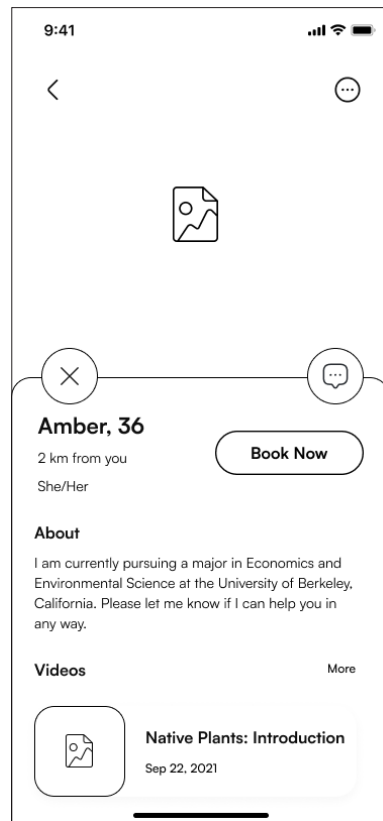 9:41
Amber, 36
2 km from you
Book Now
She/Her
About
I am currently pursuing a major in Economics and
Environmental Science at the University of Berkeley,
California. Please let me know if I can help you in
any way.
Videos
More
Native Plants: Introduction
Sep 22, 2021